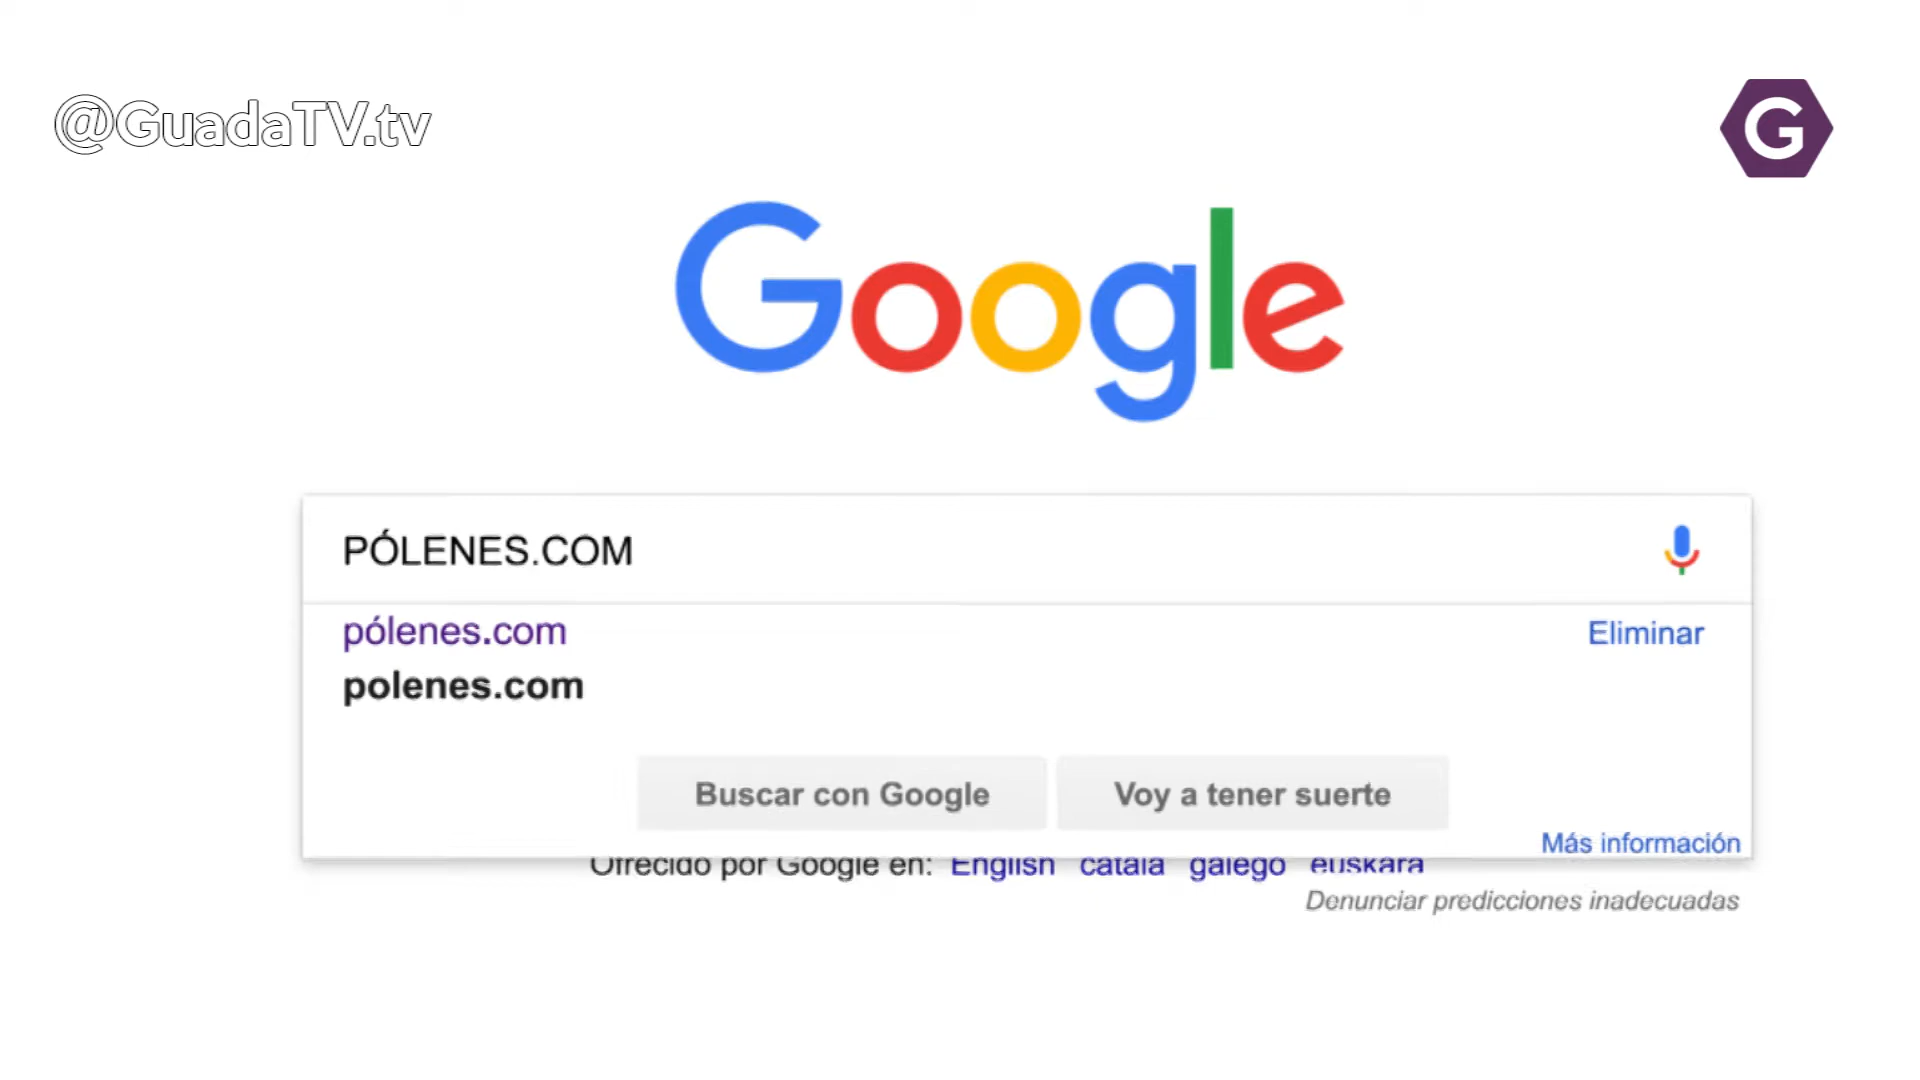 @GuadaTV.tv
G
Google
PÓLENES.COM
pólenes.com
Eliminar
polenes.com
Buscar con Google
Voy a tener suerte
Más información
Ofrecido por Google en: English català galego euskara
Denunciar predicciones inadecuadas